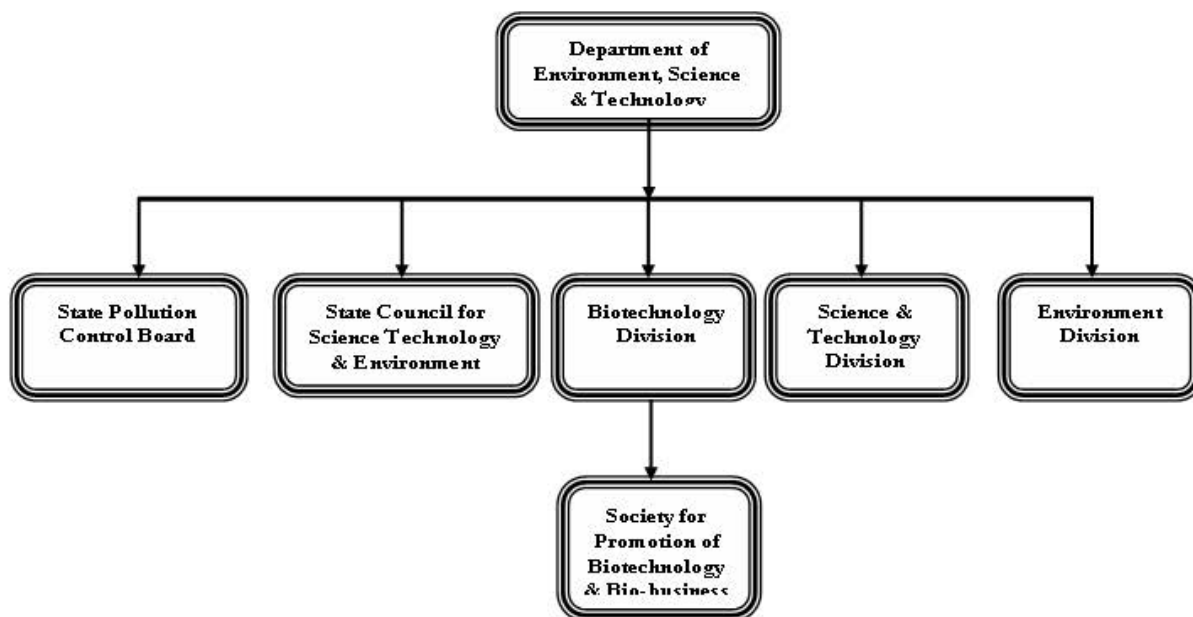 Department of
Environment, Science
& Technology
State Pollution
Control Board
State Council for
Science Technology
& Environment
Biotechnology
Division
Science &
Technology
Division
Environment
Division
Society for
Promotion of
Biotechnology
& Bio-business